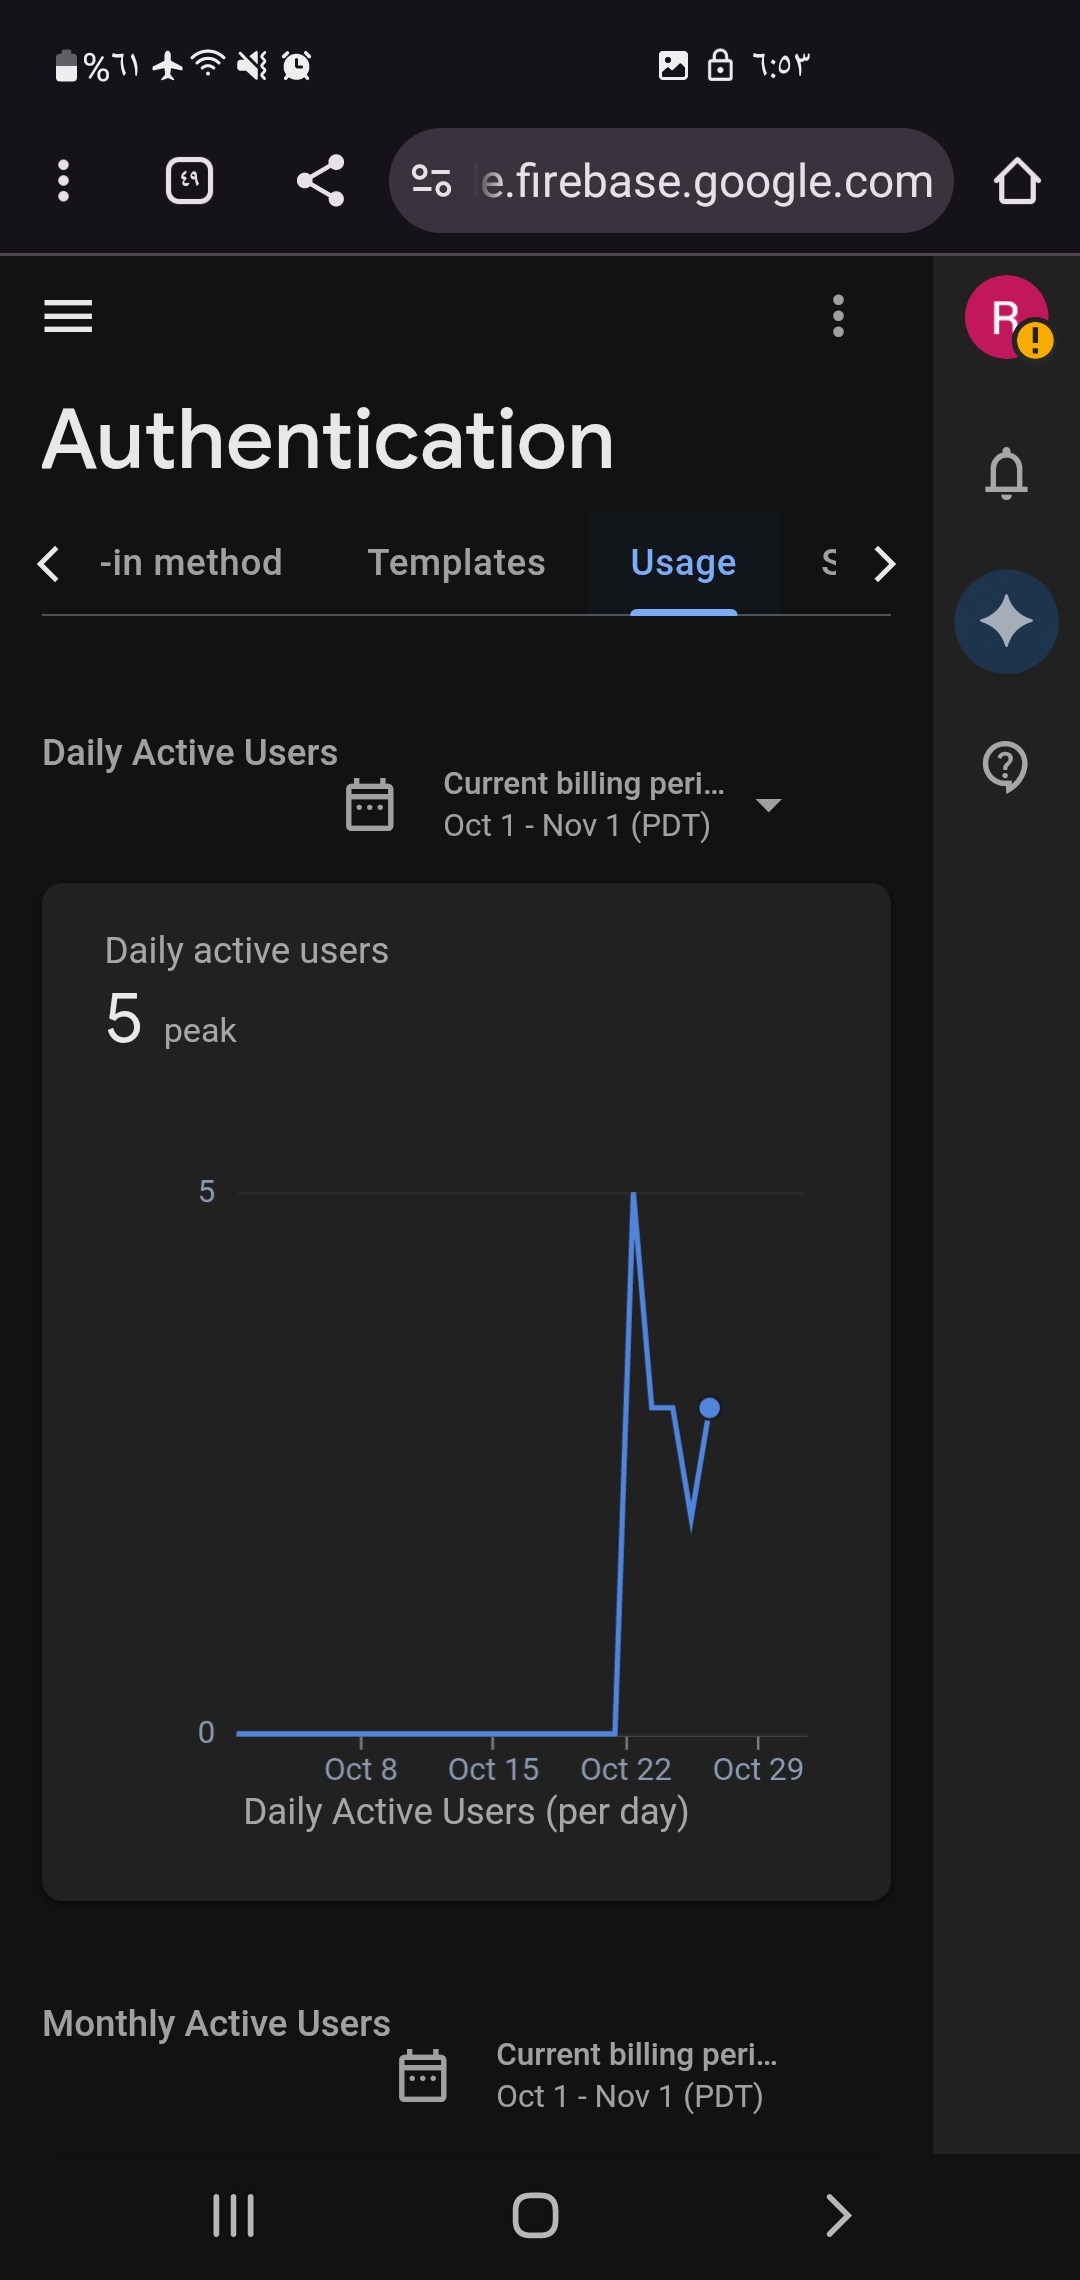 %٦١
٦:٥٣
٤٩
e.firebase.google.com
R
Authentication
-in method Templates Usage S
Daily Active Users
Current billing peri...
Oct 1 - Nov 1 (PDT)
Daily active users
5 peak
5
0
Oct 8 Oct 15 Oct 22 Oct 29
Daily Active Users (per day)
Monthly Active Users
Current billing peri...
Oct 1 - Nov 1 (PDT)